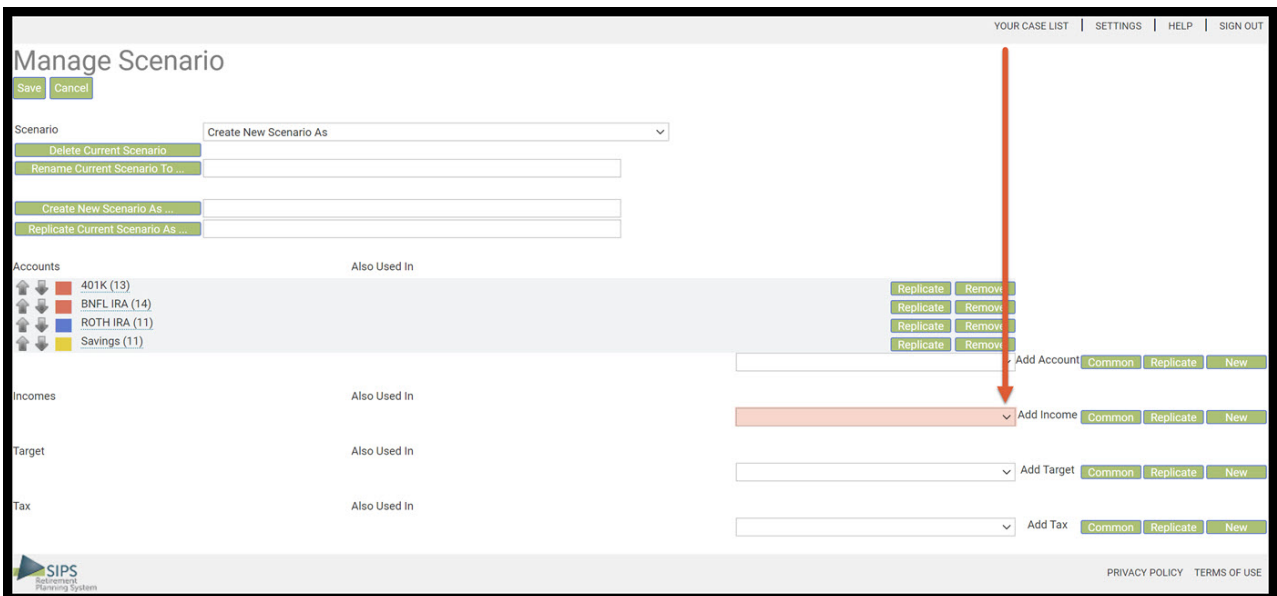 YOUR CASE LIST SETTINGS HELP SIGN OUT
Manage Scenario
Save Cancel
Scenario Create New Scenario As
Delete Current Scenario
Rename Current Scenario To ...
Create New Scenario As ...
Replicate Current Scenario As ...
Accounts Also Used In
401K (13) Replicate Remove
BNFL IRA (14) Replicate Remove
ROTH IRA (11) Replicate Remove
Savings (11) Replicate Remove
Add Account Common Replicate New
Incomes Also Used In
Add Income Common Replicate New
Target Also Used In
Add Target Common Replicate New
Tax Also Used In
Add Tax Common Replicate New
SIPS
Retirement
Planning System
PRIVACY POLICY TERMS OF USE